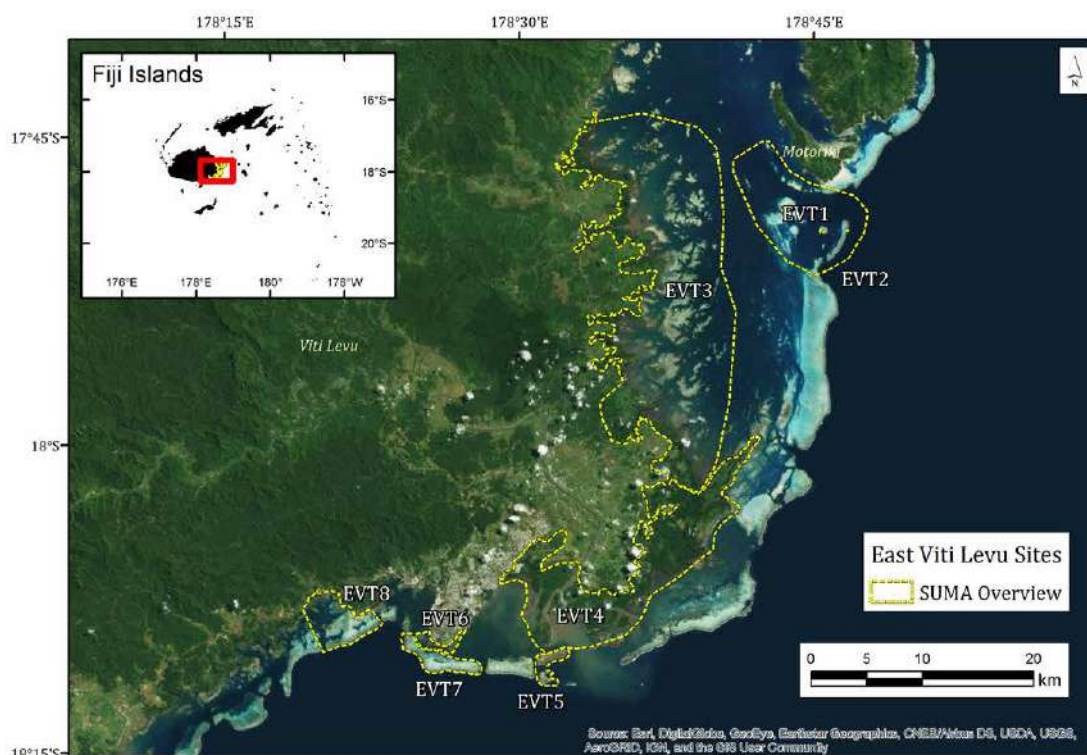 178°15'E 178°30'E 178°45'E
Fiji Islands
16°S
18°S
20°S
176°E 178°E 180° 178°W
17°45'S
18°S
18°15'S
Motoriki
EVT1
EVT2
EVT3
Viti Levu
EVT4
EVT8
EVT6
EVT7
EVT5
N
East Viti Levu Sites
SUMA Overview
0 5 10 20
km
Sources: Esri, DigitalGlobe, GeoEye, Earthstar Geographics, CNES/Airbus DS, USDA, USGS,
AeroGRID, IGN, and the GIS User Community